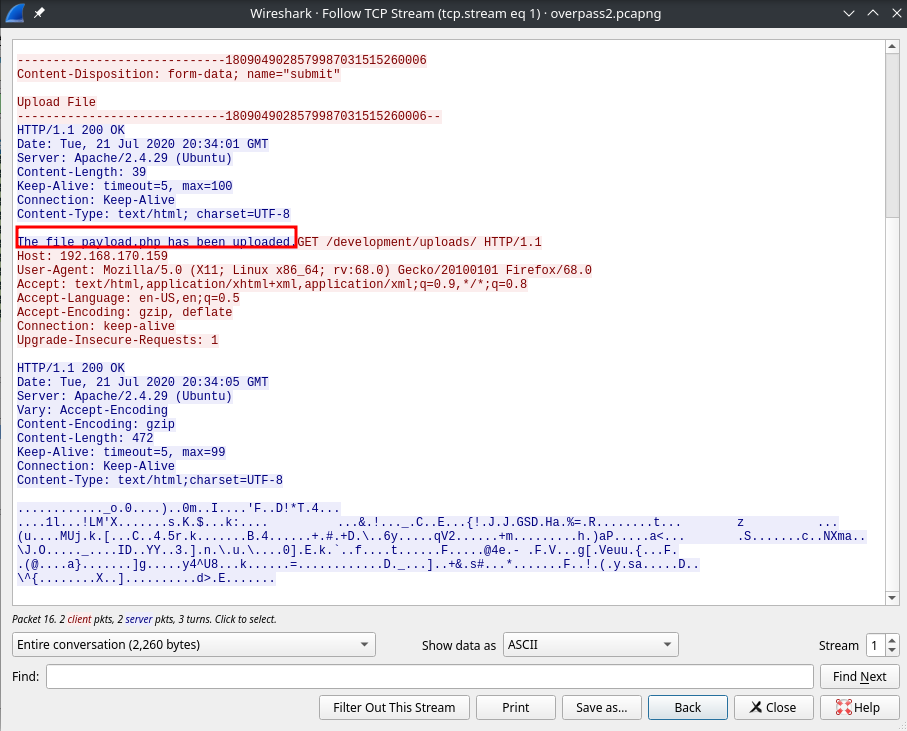 Wireshark · Follow TCP Stream (tcp.stream eq 1) · overpass2.pcapng
-----------------------------1809049028579987031515260006
Content-Disposition: form-data; name="submit"
Upload File
-----------------------------1809049028579987031515260006--
HTTP/1.1 200 OK
Date: Tue, 21 Jul 2020 20:34:01 GMT
Server: Apache/2.4.29 (Ubuntu)
Content-Length: 39
Keep-Alive: timeout=5, max=100
Connection: Keep-Alive
Content-Type: text/html; charset=UTF-8
The file payload.php has been uploaded.GET /development/uploads/ HTTP/1.1
Host: 192.168.170.159
User-Agent: Mozilla/5.0 (X11; Linux x86_64; rv:68.0) Gecko/20100101 Firefox/68.0
Accept: text/html,application/xhtml+xml,application/xml;q=0.9,*/*;q=0.8
Accept-Language: en-US,en;q=0.5
Accept-Encoding: gzip, deflate
Connection: keep-alive
Upgrade-Insecure-Requests: 1
HTTP/1.1 200 OK
Date: Tue, 21 Jul 2020 20:34:05 GMT
Server: Apache/2.4.29 (Ubuntu)
Vary: Accept-Encoding
Content-Encoding: gzip
Content-Length: 472
Keep-Alive: timeout=5, max=99
Connection: Keep-Alive
Content-Type: text/html;charset=UTF-8
............_o.0....)..0m..I....'F..D!*T.4...
....1l...!LM'X.......s.K.$...k:.... ...&.!..._.C..E...{!.J.J.GSD.Ha.%=.R........t... z ...
(u....MUj.k.[...C..4.5r.k.......B.4......+.#.+D.\..6y.....qV2......+m.........h.)aP.....a<... .S.......c..NXma..
\J.O....._....ID..YY..3.].n.\.u.\....0].E.k.`..f....t......F.....@4e.- .F.V...g[.Veuu.{...F.
.(@....a}.......]g.....y4^U8...k......=............D._...]..+&.s#...*.......F..!.(.y.sa.....D..
\^{........X..]..........d>.E.......
Packet 16. 2 client pkts, 2 server pkts, 3 turns. Click to select.
Entire conversation (2,260 bytes) Show data as ASCII Stream 1
Find: Find Next
Filter Out This Stream Print Save as... Back Close Help